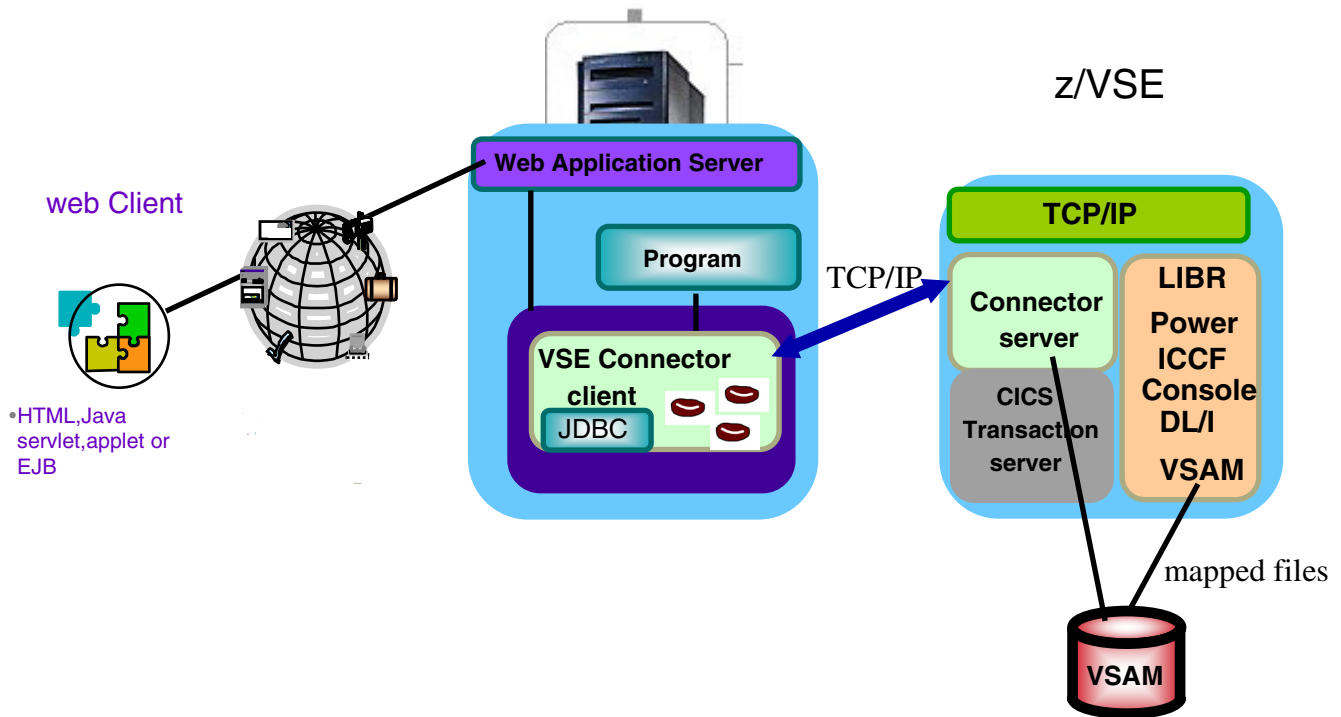 z/VSE
Web Application Server
web Client
TCP/IP
Program
TCP/IP
LIBR
Connector
server
Power
ICCF
Console
DL/I
VSAM
VSE Connector
client
JDBC
CICS
Transaction
server
•HTML,Java
servlet,applet or
EJB
mapped files
VSAM